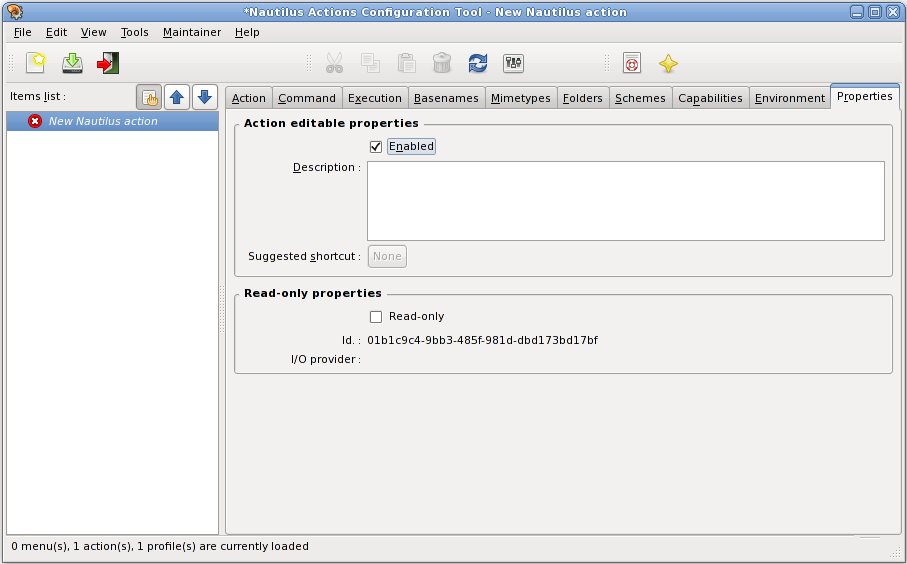 *Nautilus Actions Configuration Tool - New Nautilus action
File Edit View Tools Maintainer Help
Items list :
Action Command Execution Basenames Mimetypes Folders Schemes Capabilities Environment Properties
New Nautilus action
Action editable properties
Enabled
Description :
Suggested shortcut : None
Read-only properties
Read-only
Id. : 01b1c9c4-9bb3-485f-981d-dbd173bd17bf
I/O provider :
0 menu(s), 1 action(s), 1 profile(s) are currently loaded